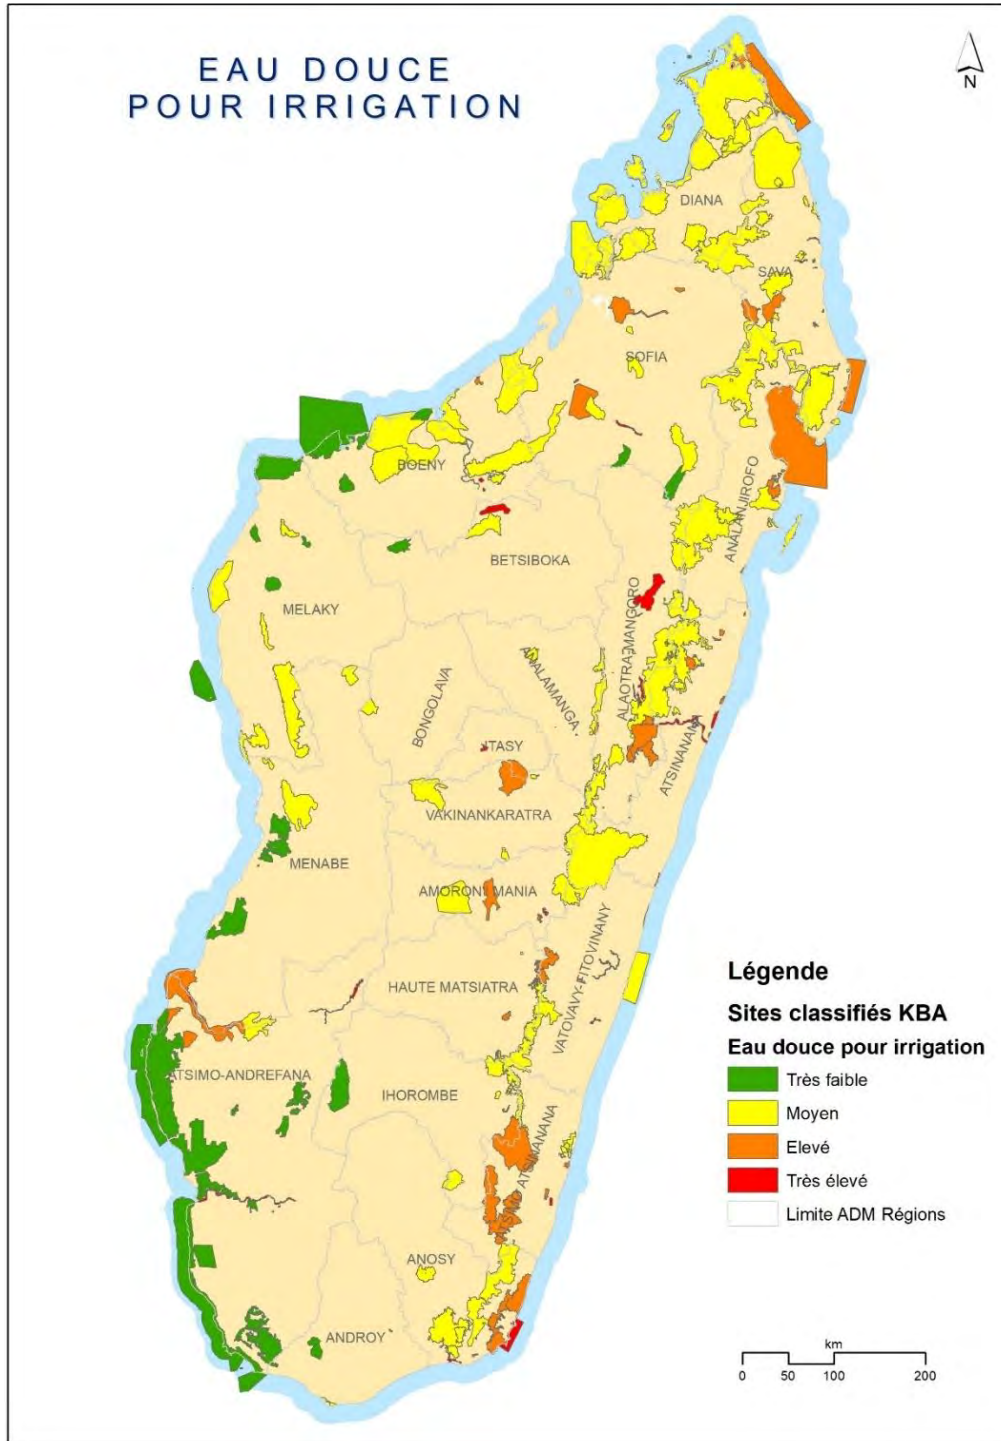 EAU DOUCE
POUR IRRIGATION
N
DIANA
SAVA
SOFIA
BOENY
ANALANJIROFO
BETSIBOKA
MELAKY
ALAOTRA-MANGORO
ANALAMANGA
BONGOLAVA
ITASY
ATSINANANA
VAKINANKARATRA
MENABE
AMORON'I MANIA
HAUTE MATSIATRA
VATOVAVY-FITOVINANY
ATSIMO-ANDREFANA
IHOROMBE
ATSINANANA
ANOSY
ANDROY
Légende
Sites classifiés KBA
Eau douce pour irrigation
Très faible
Moyen
Elevé
Très élevé
Limite ADM Régions
km
0 50 100 200